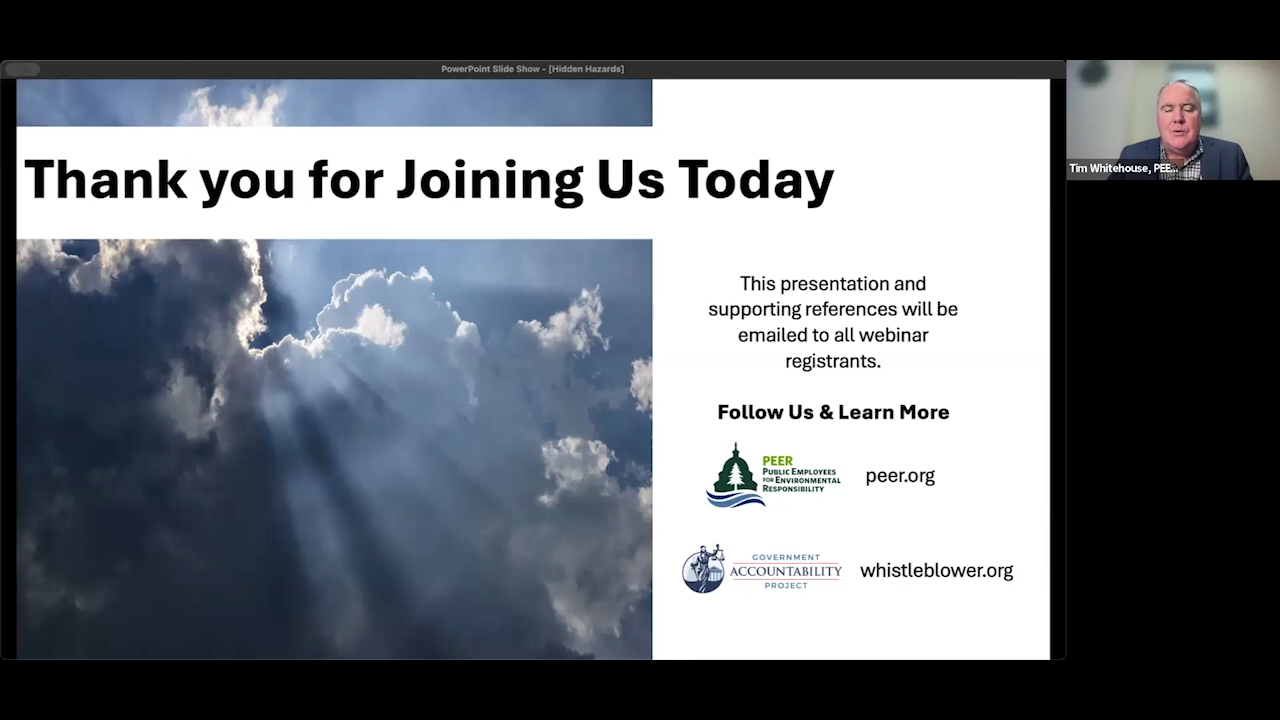 PowerPoint Slide Show - [Hidden Hazards]
Thank you for Joining Us Today
Tim Whitehouse, PEE...
This presentation and
supporting references will be
emailed to all webinar
registrants.
Follow Us & Learn More
PEER
PUBLIC EMPLOYEES
FOR ENVIRONMENTAL
RESPONSIBILITY
peer.org
GOVERNMENT
ACCOUNTABILITY
PROJECT
whistleblower.org